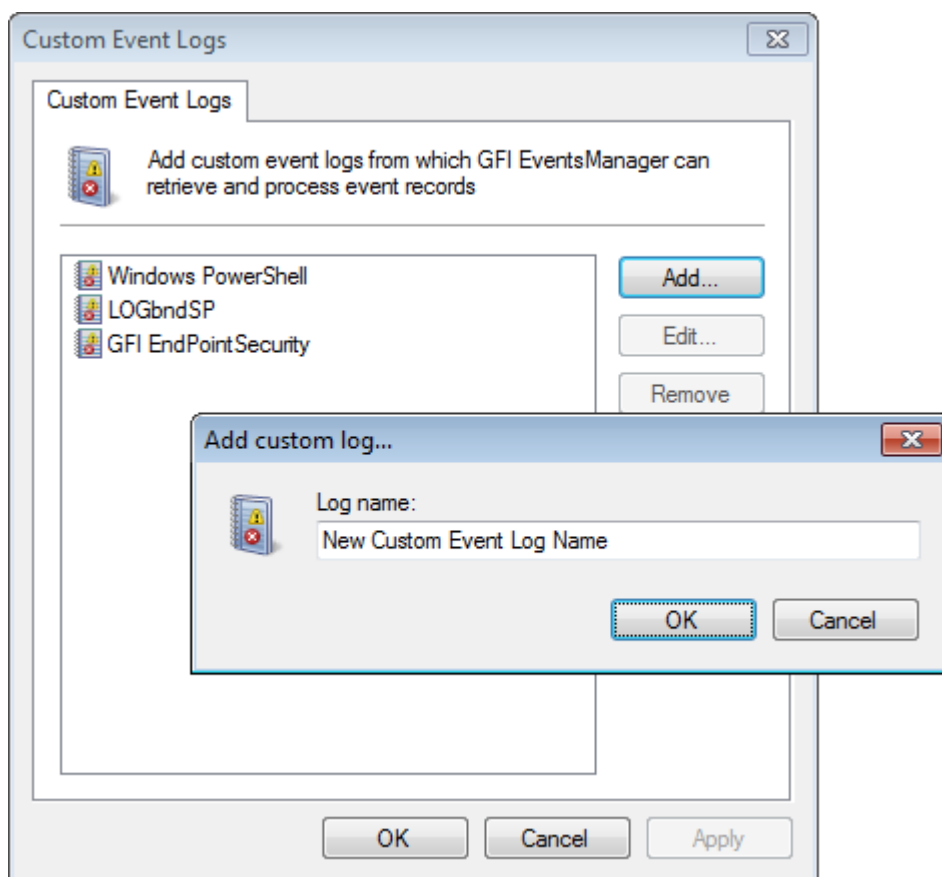 Custom Event Logs
Custom Event Logs
Add custom event logs from which GFI EventsManager can
retrieve and process event records
Windows PowerShell
LOGbndSP
GFI EndPointSecurity
Add...
Edit...
Remove
Add custom log...
Log name:
New Custom Event Log Name
OK
Cancel
OK
Cancel
Apply